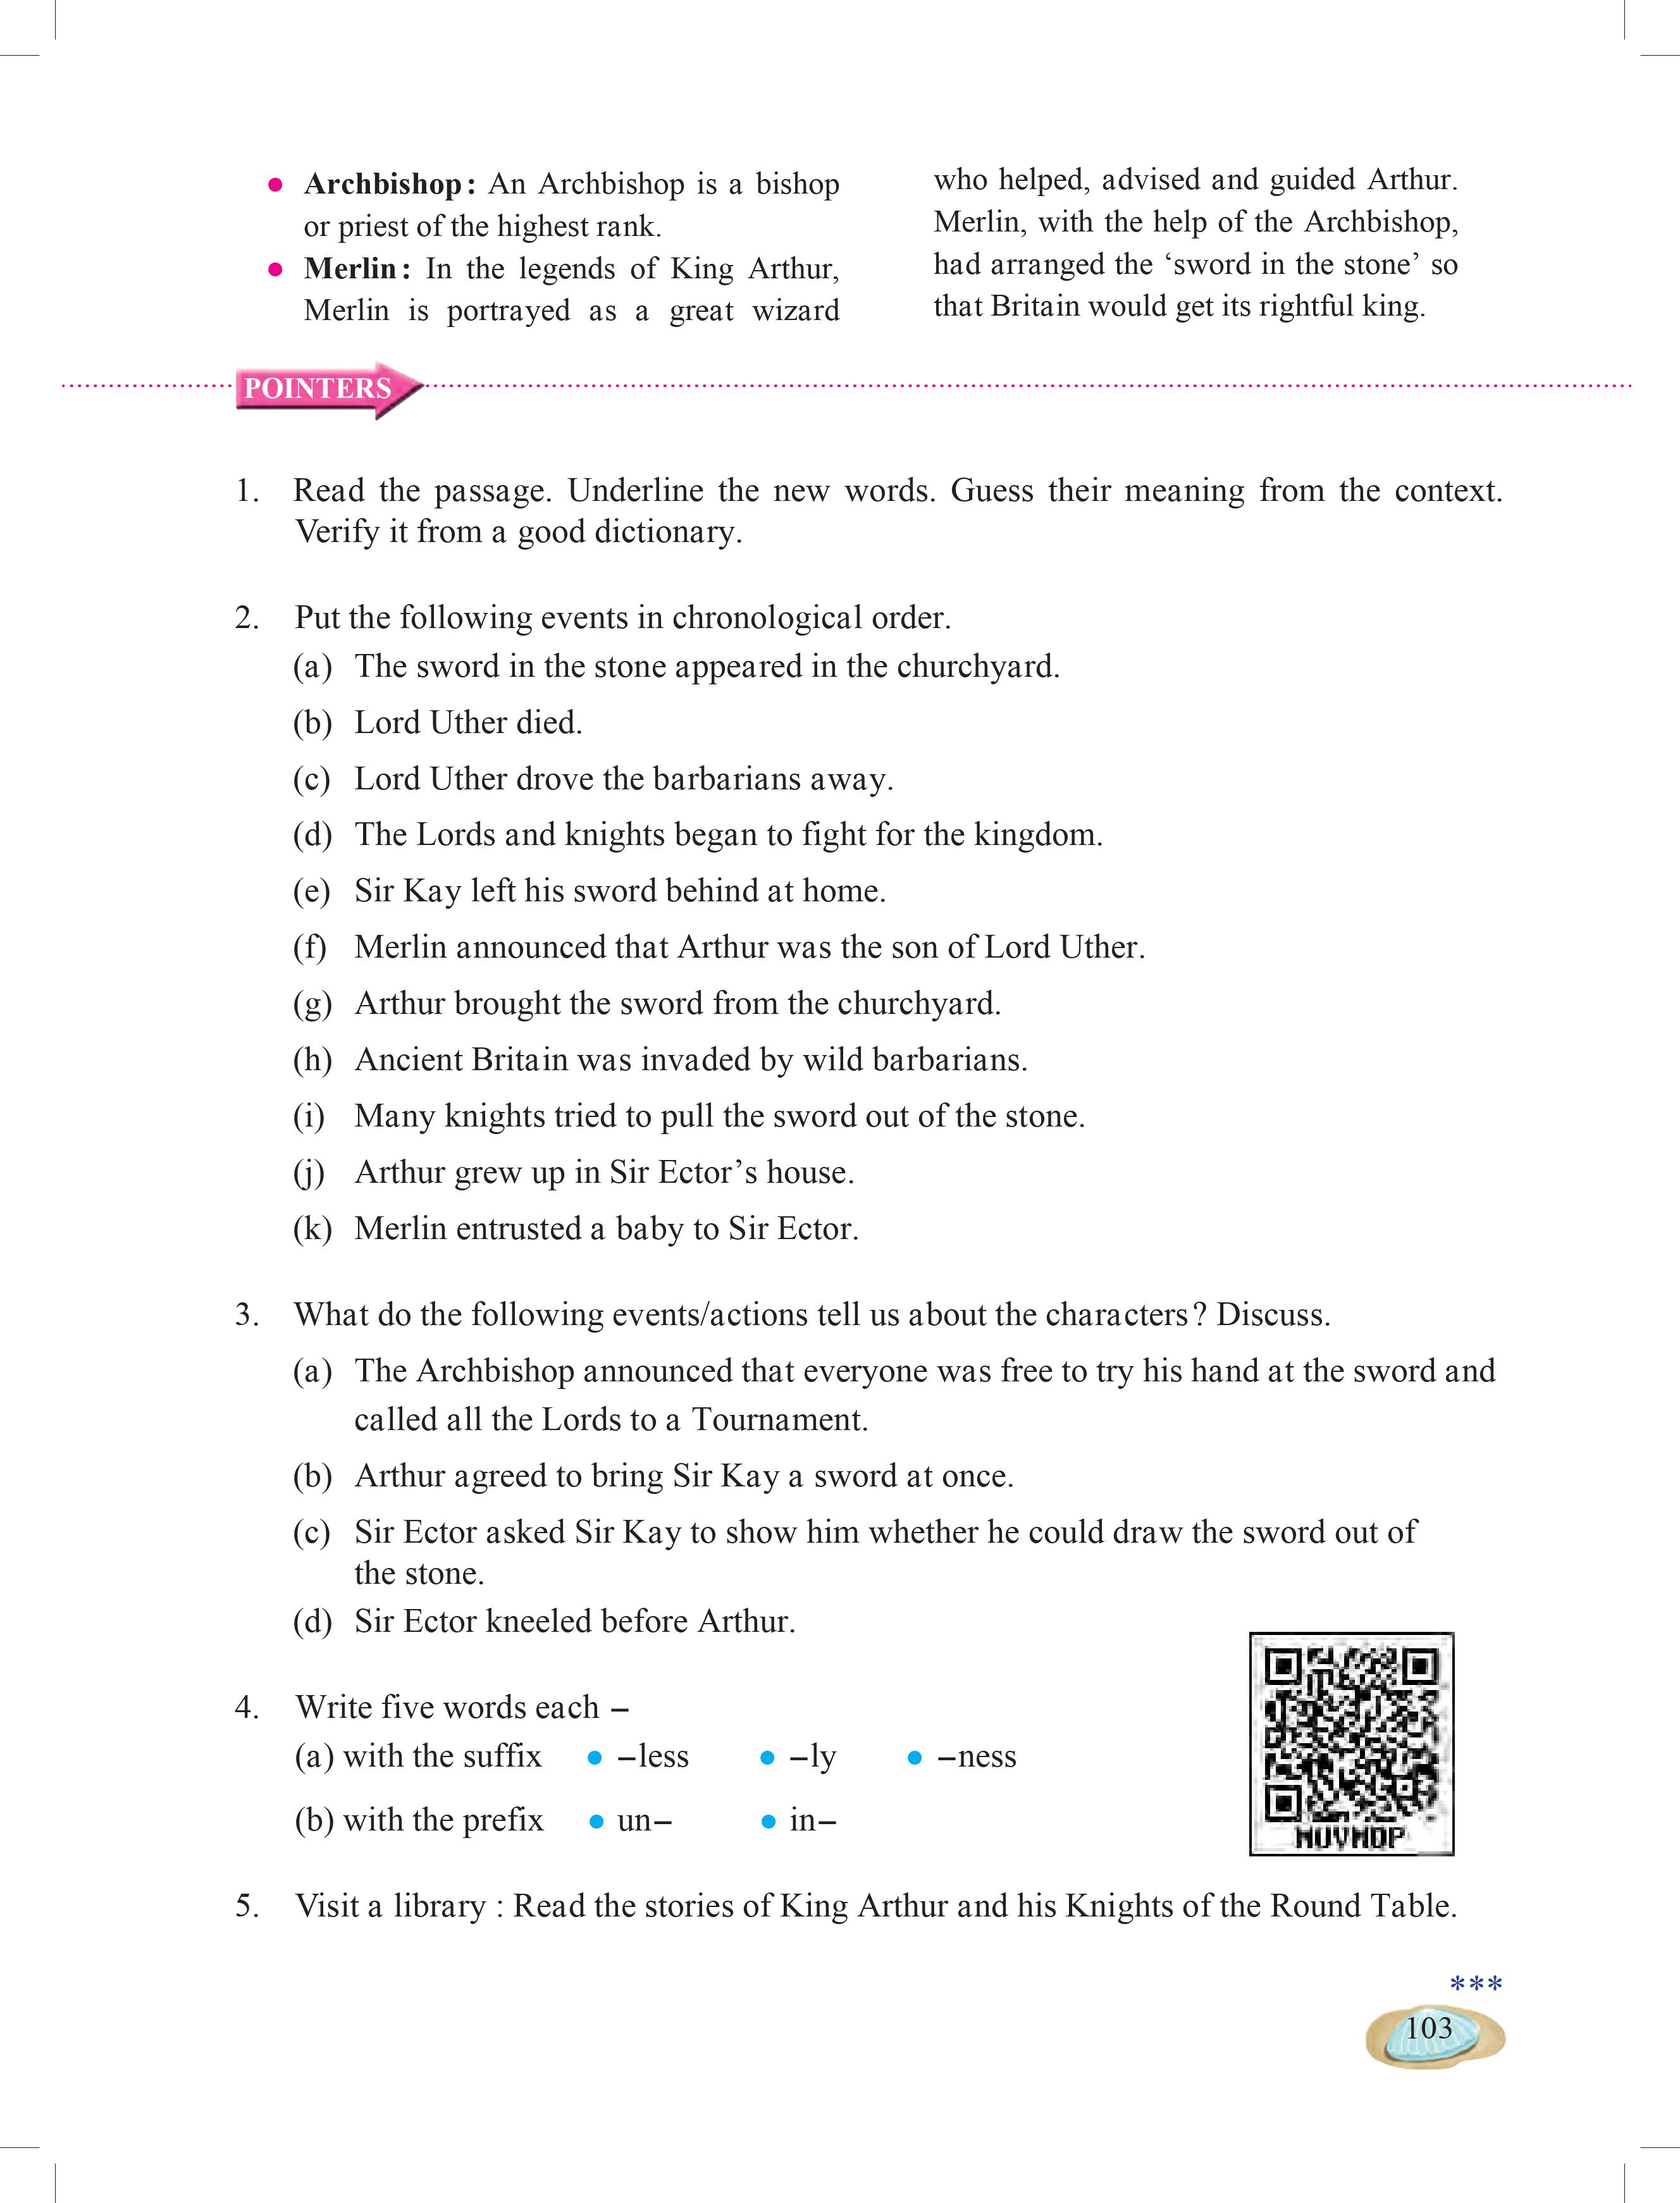 • Archbishop : An Archbishop is a bishop
or priest of the highest rank.
• Merlin : In the legends of King Arthur,
Merlin is portrayed as a great wizard
who helped, advised and guided Arthur.
Merlin, with the help of the Archbishop,
had arranged the ‘sword in the stone’ so
that Britain would get its rightful king.
POINTERS
1. Read the passage. Underline the new words. Guess their meaning from the context.
Verify it from a good dictionary.
2. Put the following events in chronological order.
(a) The sword in the stone appeared in the churchyard.
(b) Lord Uther died.
(c) Lord Uther drove the barbarians away.
(d) The Lords and knights began to fight for the kingdom.
(e) Sir Kay left his sword behind at home.
(f) Merlin announced that Arthur was the son of Lord Uther.
(g) Arthur brought the sword from the churchyard.
(h) Ancient Britain was invaded by wild barbarians.
(i) Many knights tried to pull the sword out of the stone.
(j) Arthur grew up in Sir Ector’s house.
(k) Merlin entrusted a baby to Sir Ector.
3. What do the following events/actions tell us about the characters? Discuss.
(a) The Archbishop announced that everyone was free to try his hand at the sword and
called all the Lords to a Tournament.
(b) Arthur agreed to bring Sir Kay a sword at once.
(c) Sir Ector asked Sir Kay to show him whether he could draw the sword out of
the stone.
(d) Sir Ector kneeled before Arthur.
4. Write five words each –
(a) with the suffix • –less • –ly • –ness
(b) with the prefix • un– • in–
MUVMDP
5. Visit a library : Read the stories of King Arthur and his Knights of the Round Table.
***
103